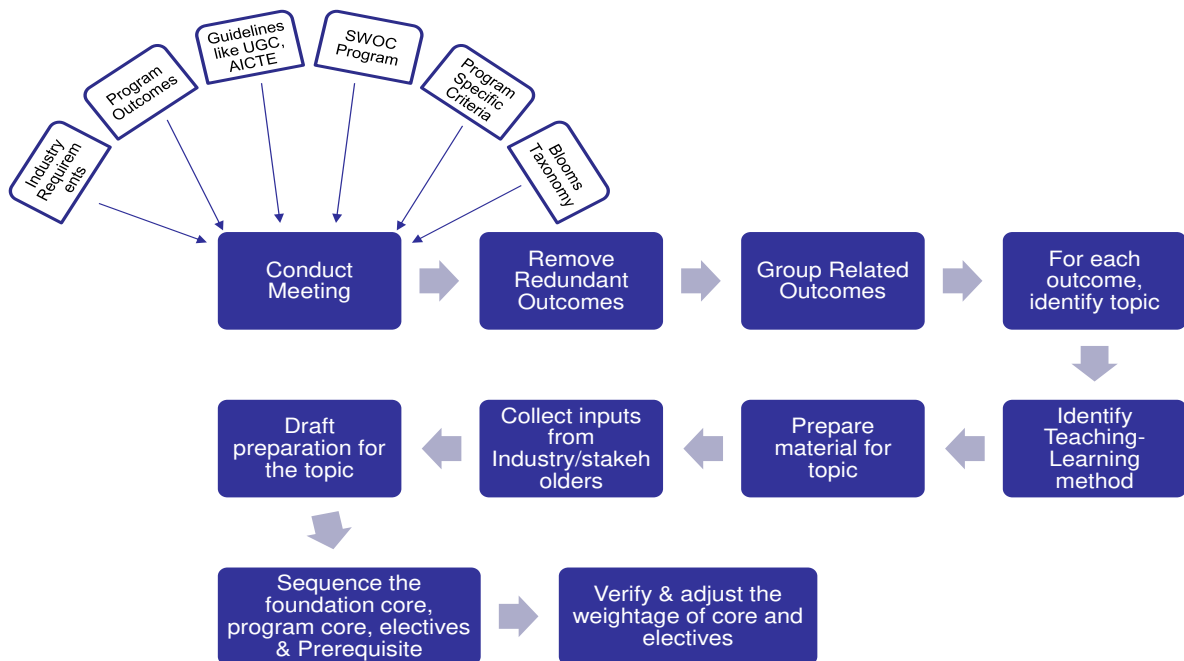 Industry
Requirem
ents
Program
Outcomes
Guidelines
like UGC,
AICTE
SWOC
Program
Program
Specific
Criteria
Blooms
Taxonomy
Conduct
Meeting
Remove
Redundant
Outcomes
Group Related
Outcomes
For each
outcome,
identify topic
Identify
Teaching-
Learning
method
Prepare
material for
topic
Collect inputs
from
Industry/stakeh
olders
Draft
preparation for
the topic
Sequence the
foundation core,
program core, electives
& Prerequisite
Verify & adjust the
weightage of core and
electives